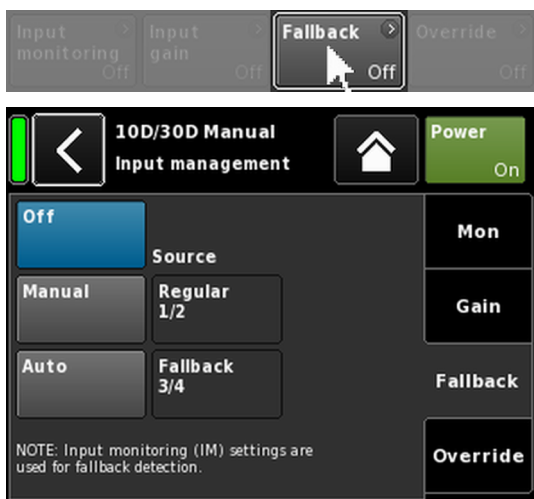 Input
monitoring
Off
Input
gain
Off
Fallback
Off
Override
Off
10D/30D Manual
Input management
Power
On
Off
Source
Manual
Regular
1/2
Auto
Fallback
3/4
NOTE: Input monitoring (IM) settings are
used for fallback detection.
Mon
Gain
Fallback
Override